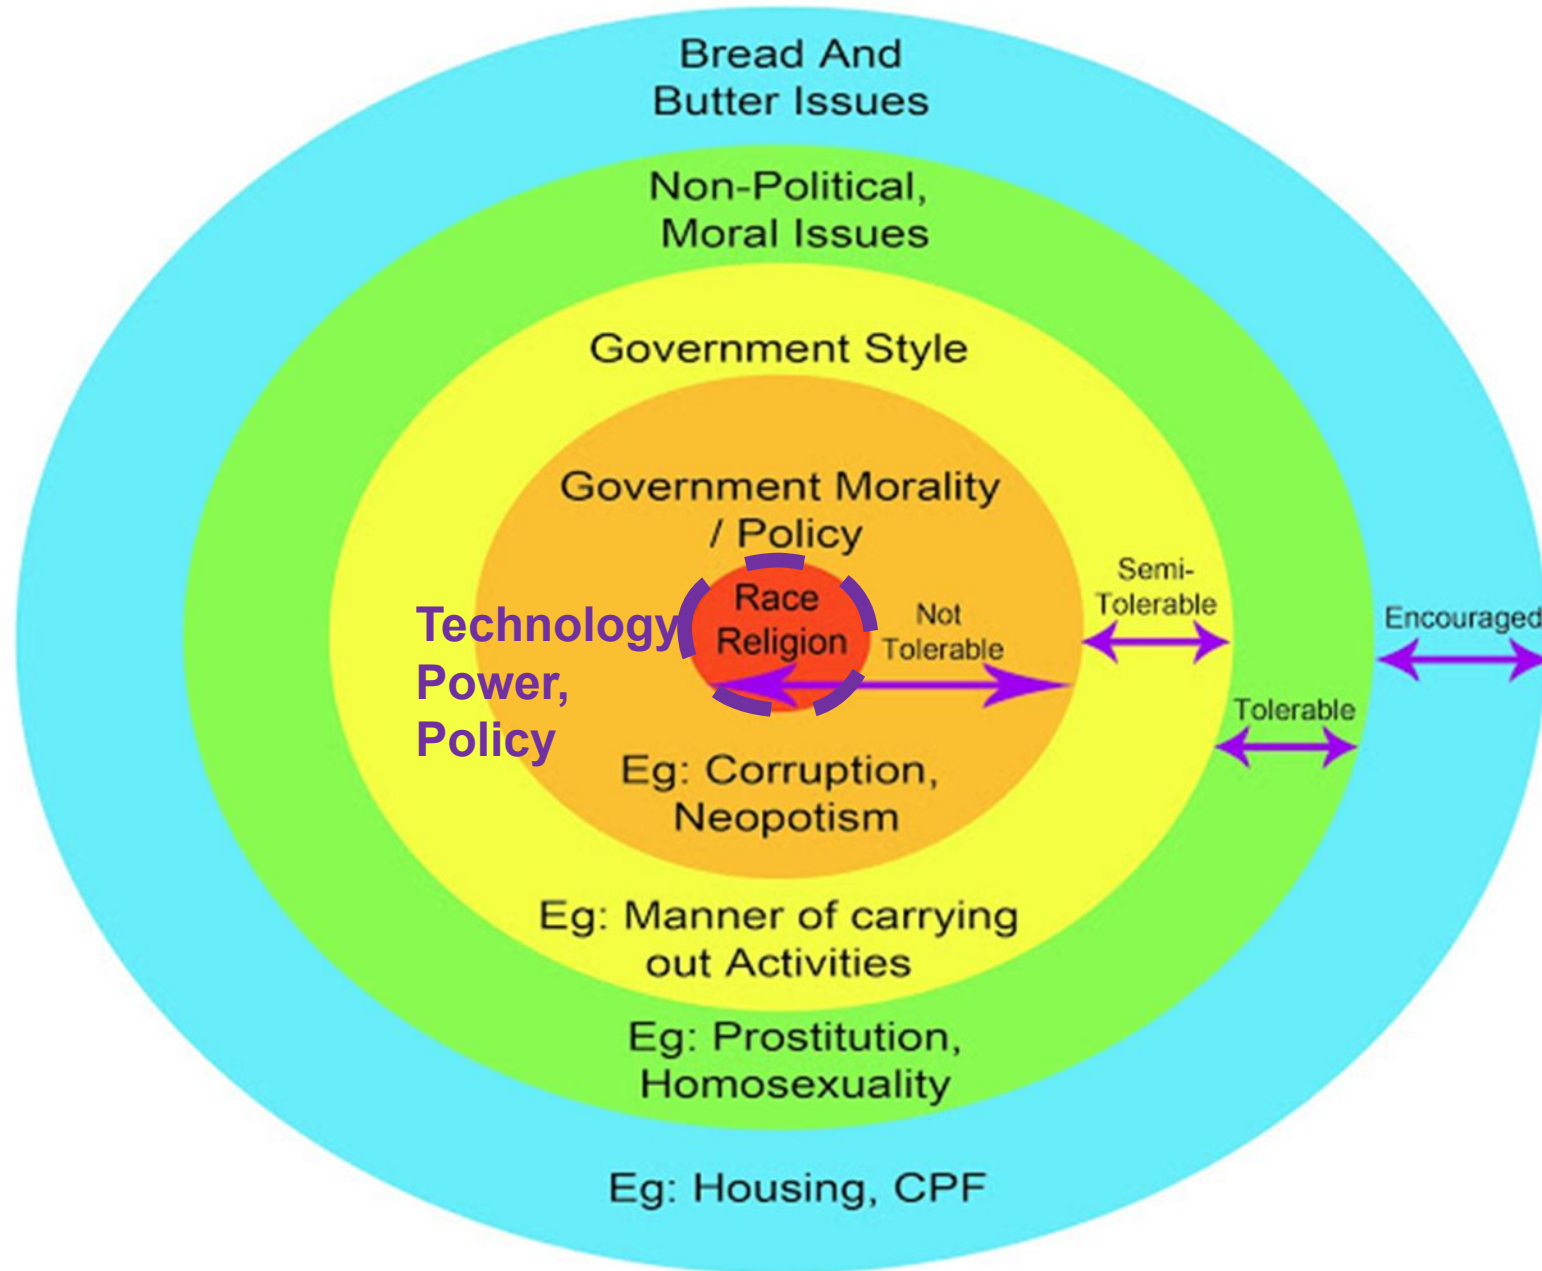 Bread And
Butter Issues
Non-Political,
Moral Issues
Government Style
Government Morality
/ Policy
Race
Religion
Technology
Power,
Policy
Not
Tolerable
Semi-
Tolerable
Encouraged
Tolerable
Eg: Corruption,
Neopotism
Eg: Manner of carrying
out Activities
Eg: Prostitution,
Homosexuality
Eg: Housing, CPF